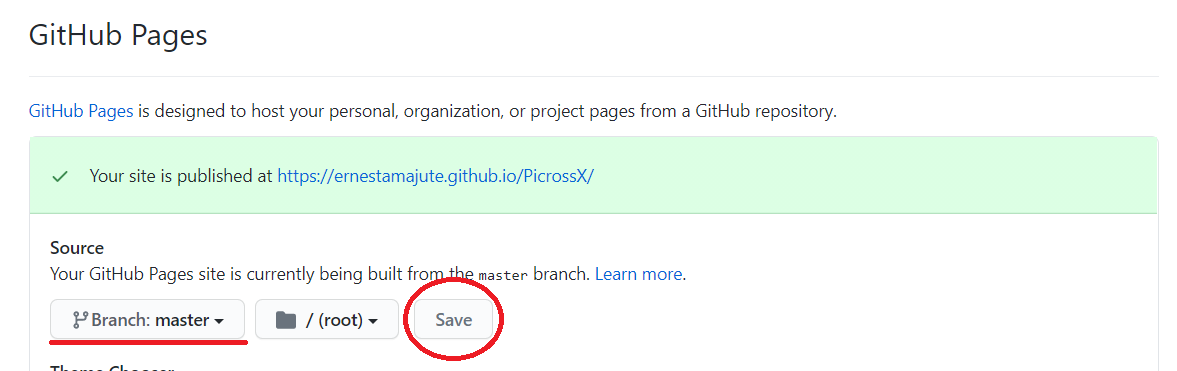 GitHub Pages
GitHub Pages is designed to host your personal, organization, or project pages from a GitHub repository.
Your site is published at https://ernestamajute.github.io/PicrossX/
Source
Your GitHub Pages site is currently being built from the master branch. Learn more.
Branch: master / (root) Save
Theme Chooser